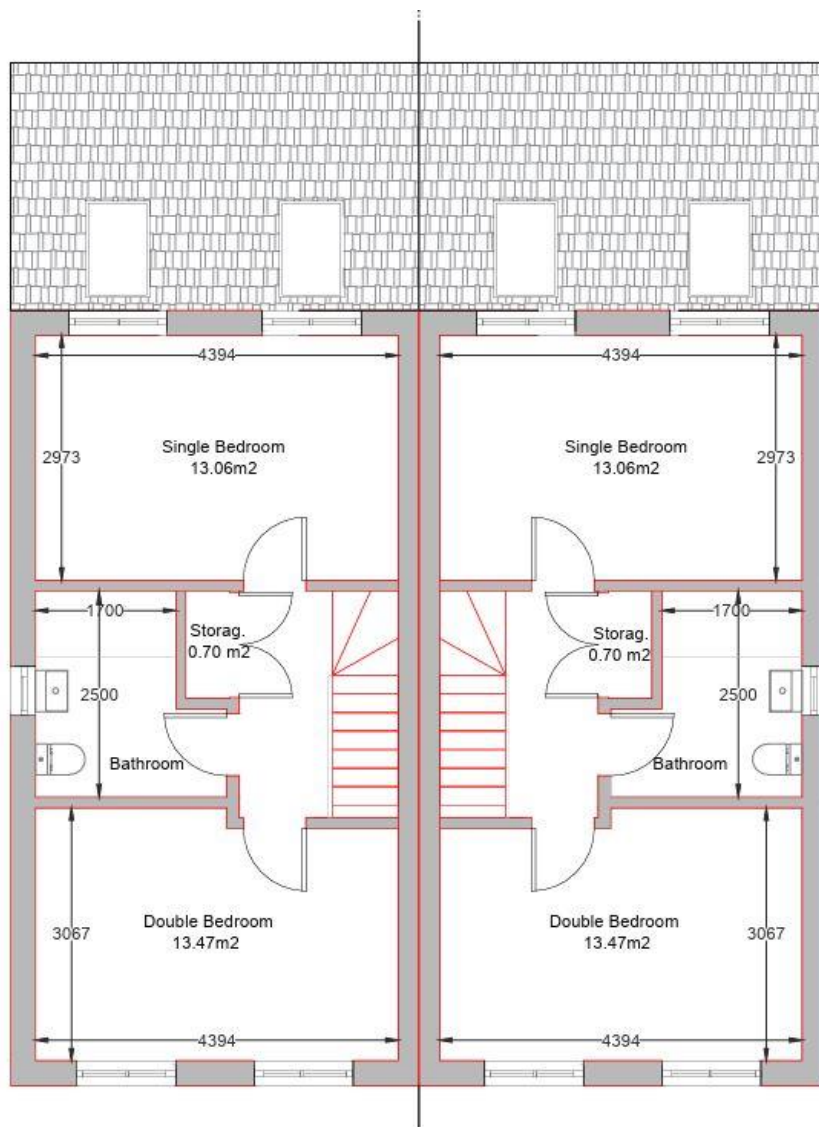 4394
4394
Single Bedroom
13.06m2
Single Bedroom
13.06m2
2973
2973
1700
1700
Storag.
0.70 m2
Storag.
0.70 m2
2500
2500
Bathroom
Bathroom
Double Bedroom
13.47m2
Double Bedroom
13.47m2
3067
3067
4394
4394